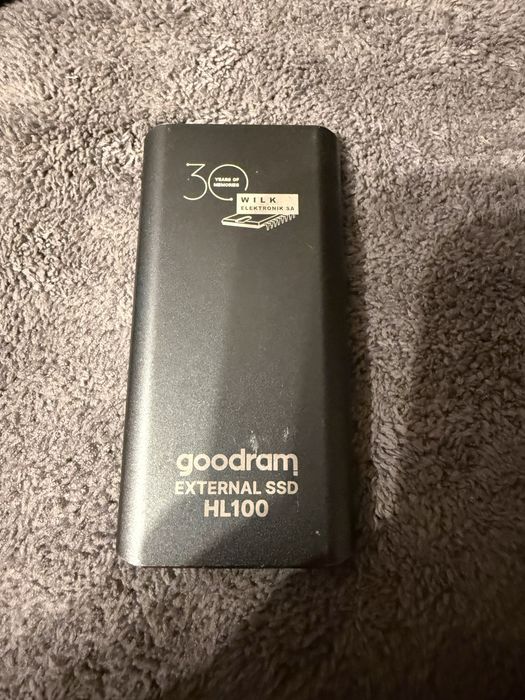 30
YEARS OF
MEMORIES
WILK
ELEKTRONIK SA
goodram
EXTERNAL SSD
HL100